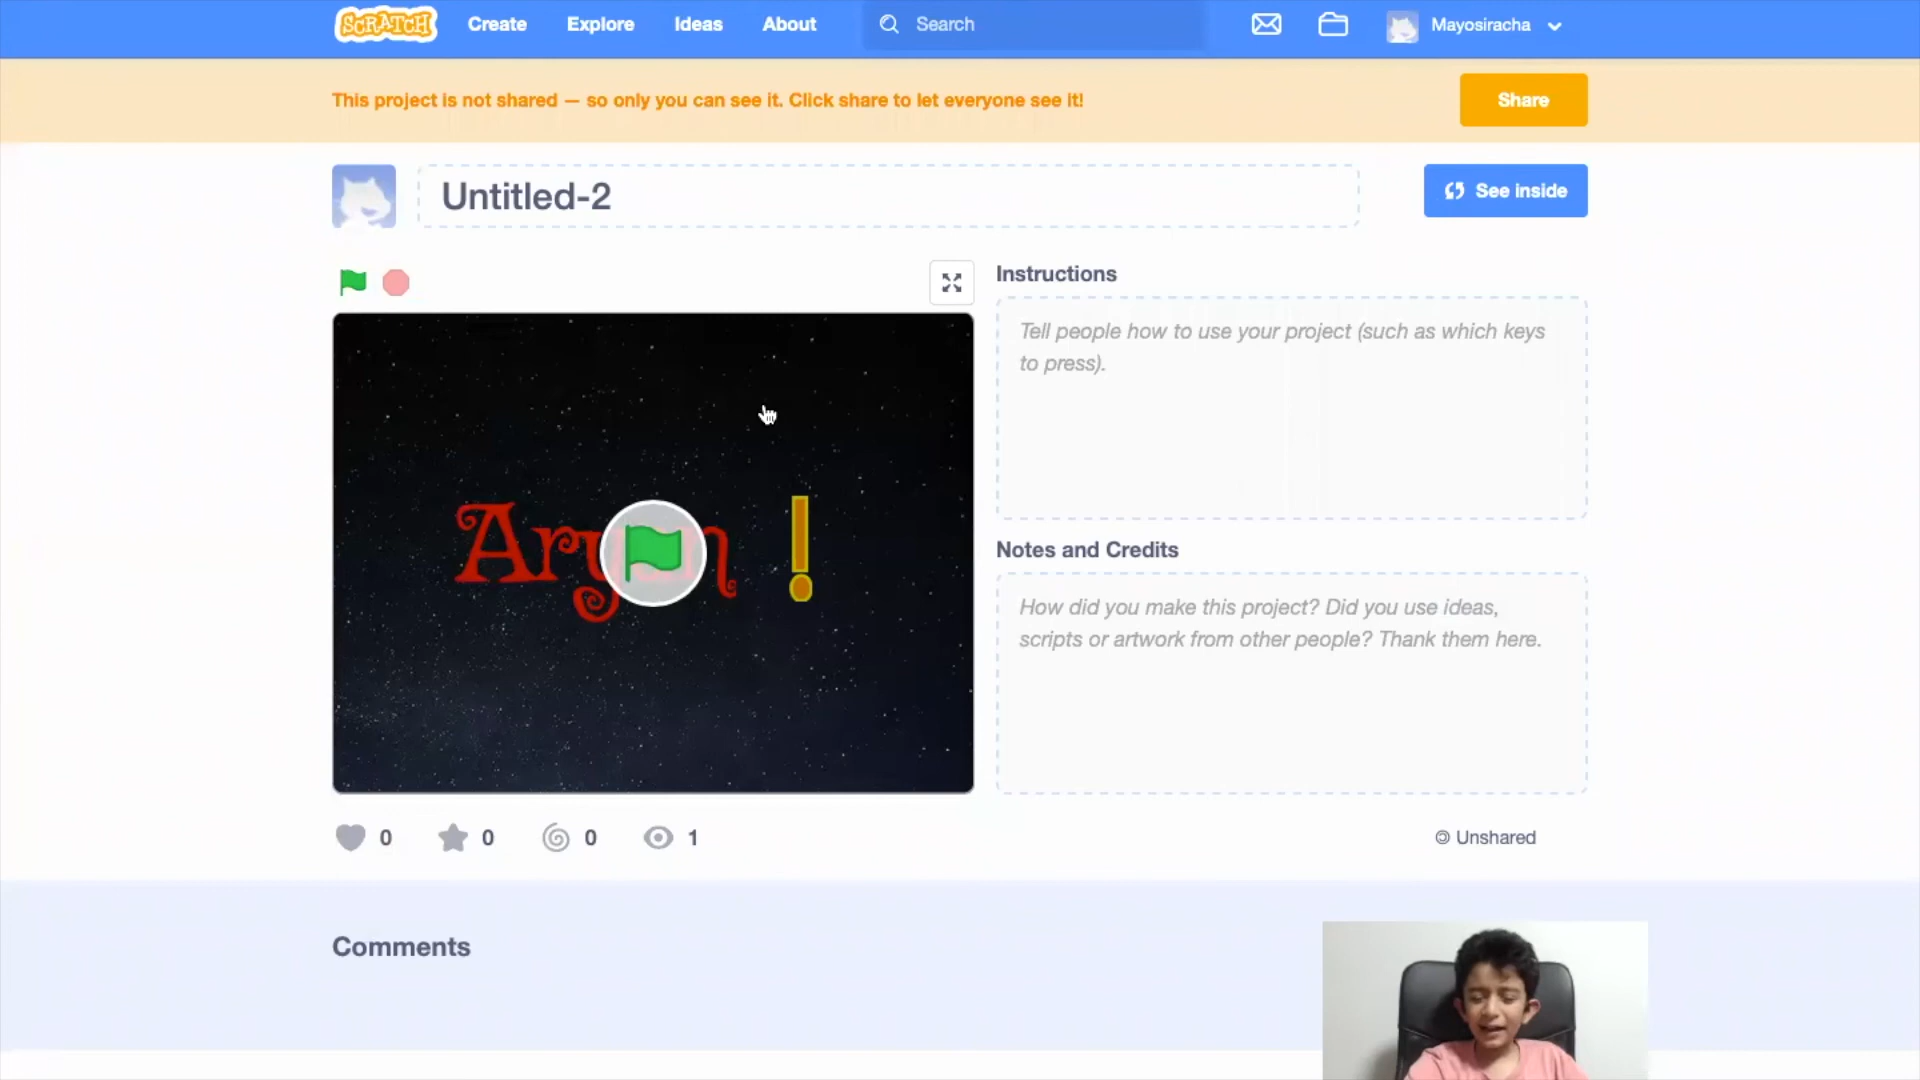 SCRATCH Create Explore Ideas About Search Mayosiracha
This project is not shared — so only you can see it. Click share to let everyone see it! Share
Untitled-2
See inside
Instructions
Tell people how to use your project (such as which keys
to press).
!
Notes and Credits
How did you make this project? Did you use ideas,
scripts or artwork from other people? Thank them here.
0 0 0 1
Unshared
Comments